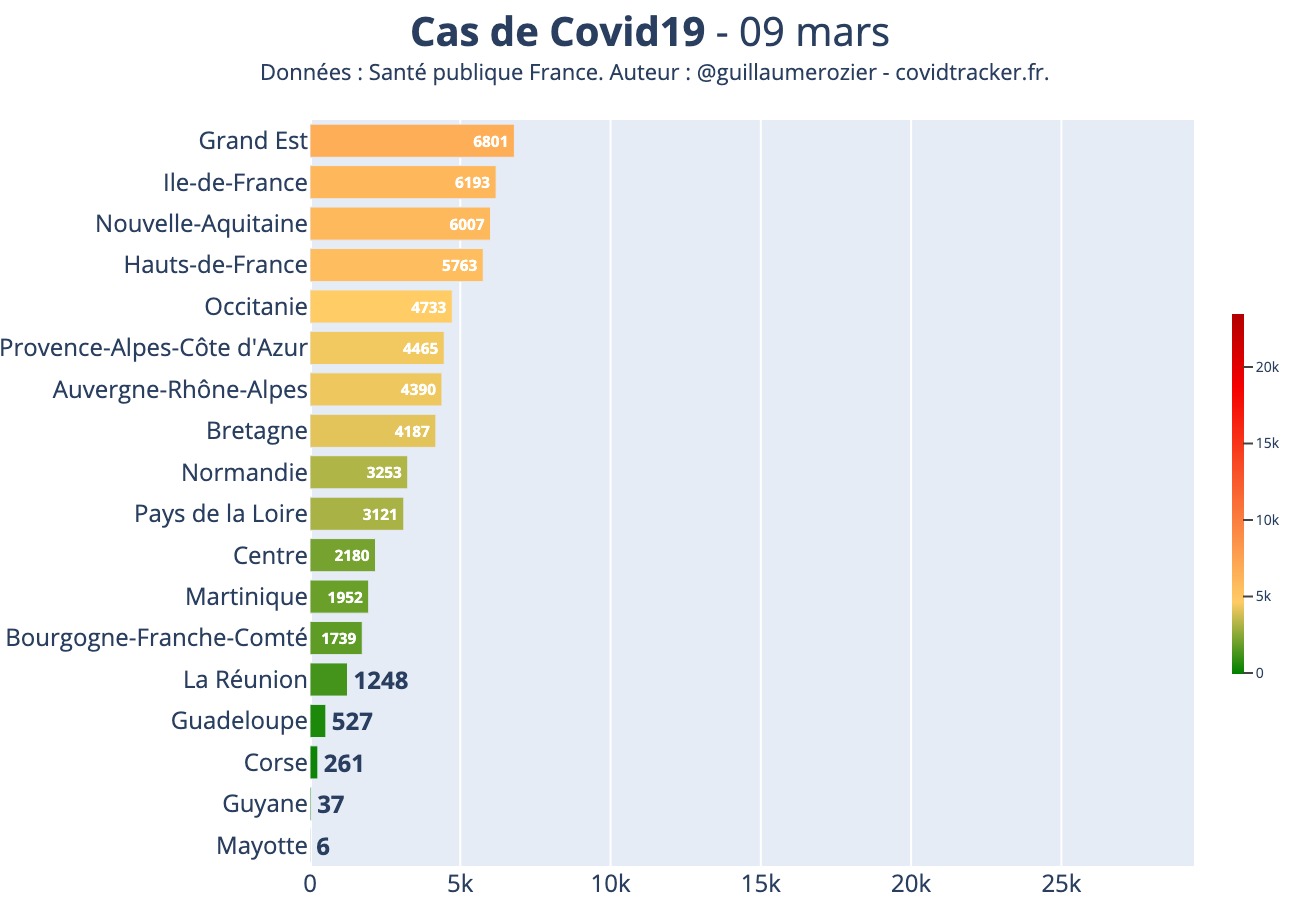 Cas de Covid19 - 09 mars
Données : Santé publique France. Auteur : @guillaumerozier - covidtracker.fr.
Grand Est 6801
Ile-de-France 6193
Nouvelle-Aquitaine 6007
Hauts-de-France 5763
Occitanie 4733
Provence-Alpes-Côte d'Azur 4465
Auvergne-Rhône-Alpes 4390
Bretagne 4187
Normandie 3253
Pays de la Loire 3121
Centre 2180
Martinique 1952
Bourgogne-Franche-Comté 1739
La Réunion 1248
Guadeloupe 527
Corse 261
Guyane 37
Mayotte 6
0 5k 10k 15k 20k 25k
20k
15k
10k
5k
0